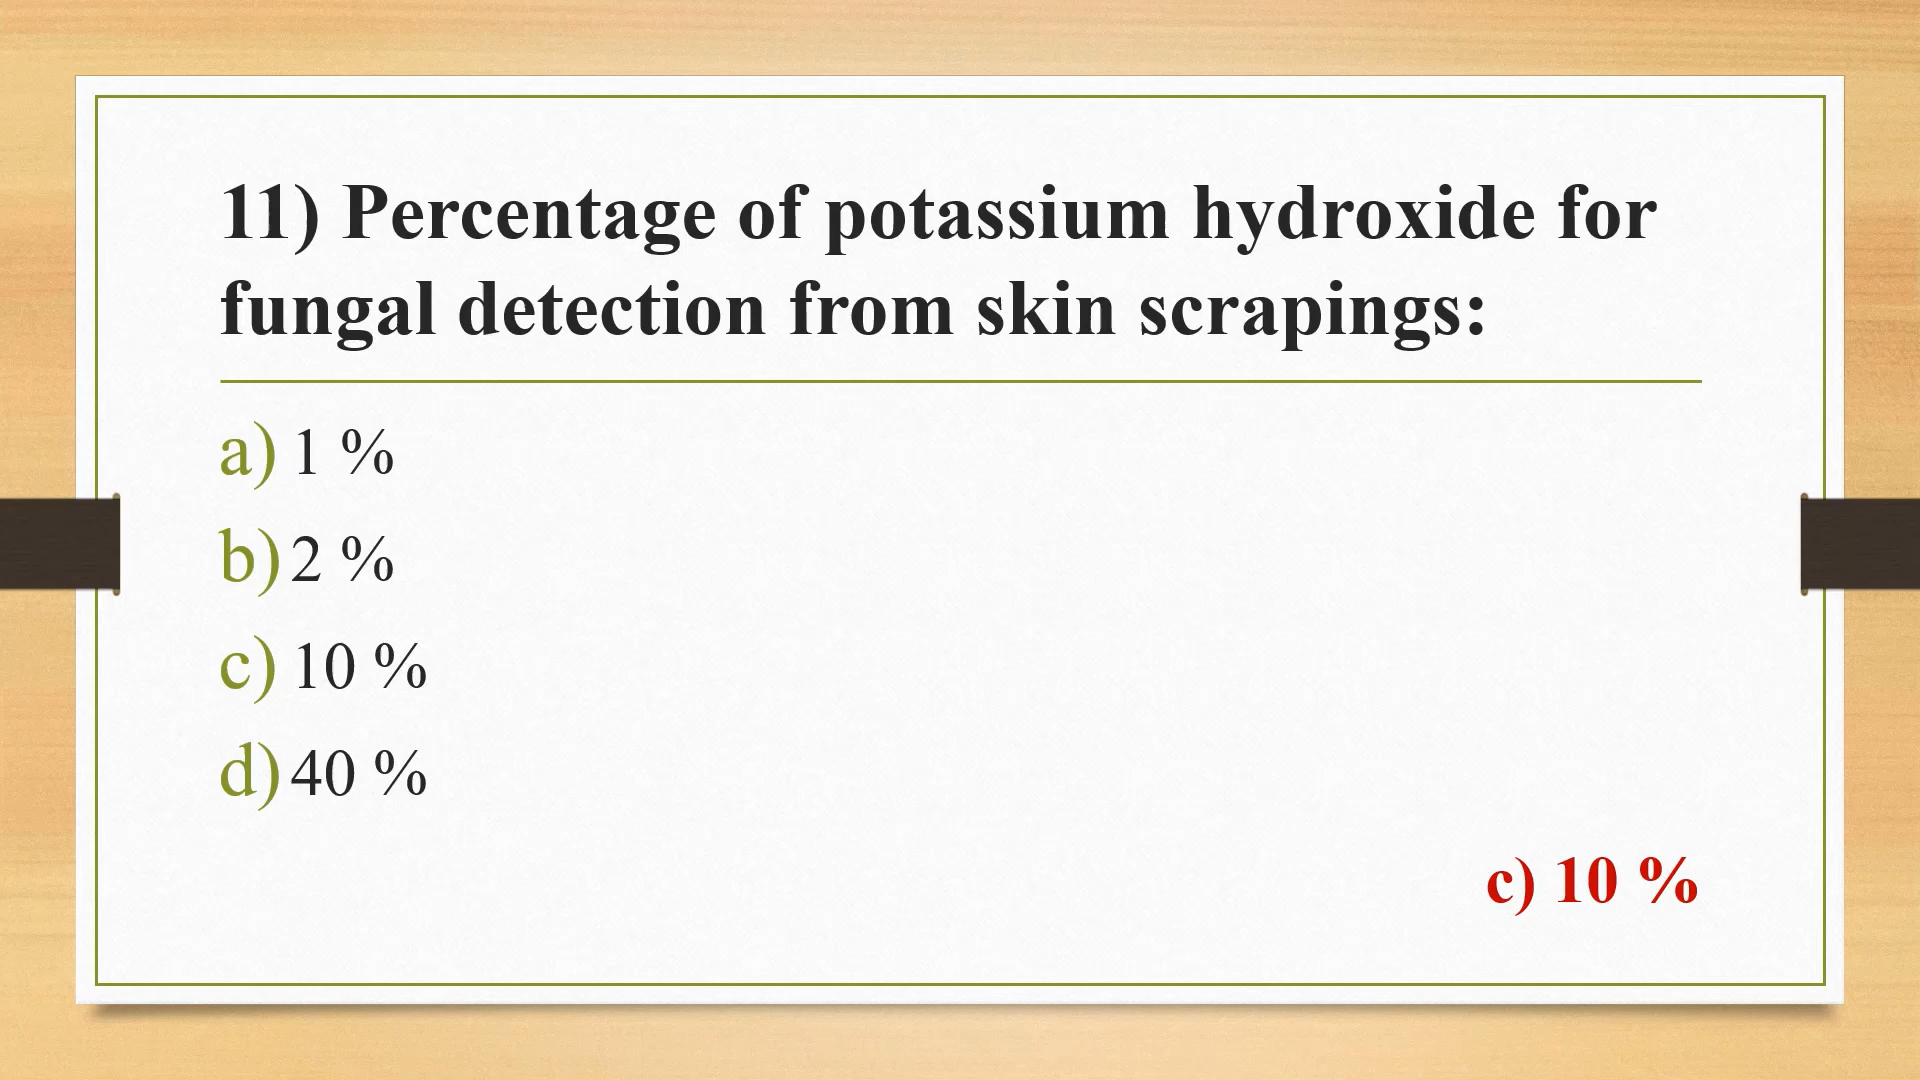 11) Percentage of potassium hydroxide for
fungal detection from skin scrapings:
a) 1 %
b) 2 %
c) 10 %
d) 40 %
c) 10 %